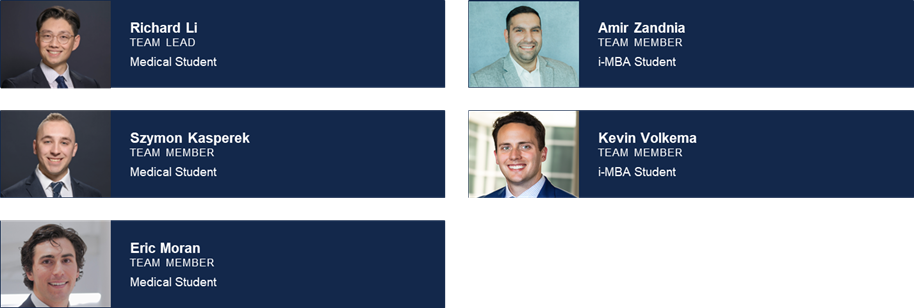 Richard Li
TEAM LEAD
Medical Student
Amir Zandnia
TEAM MEMBER
i-MBA Student
Szymon Kasperek
TEAM MEMBER
Medical Student
Kevin Volkema
TEAM MEMBER
i-MBA Student
Eric Moran
TEAM MEMBER
Medical Student